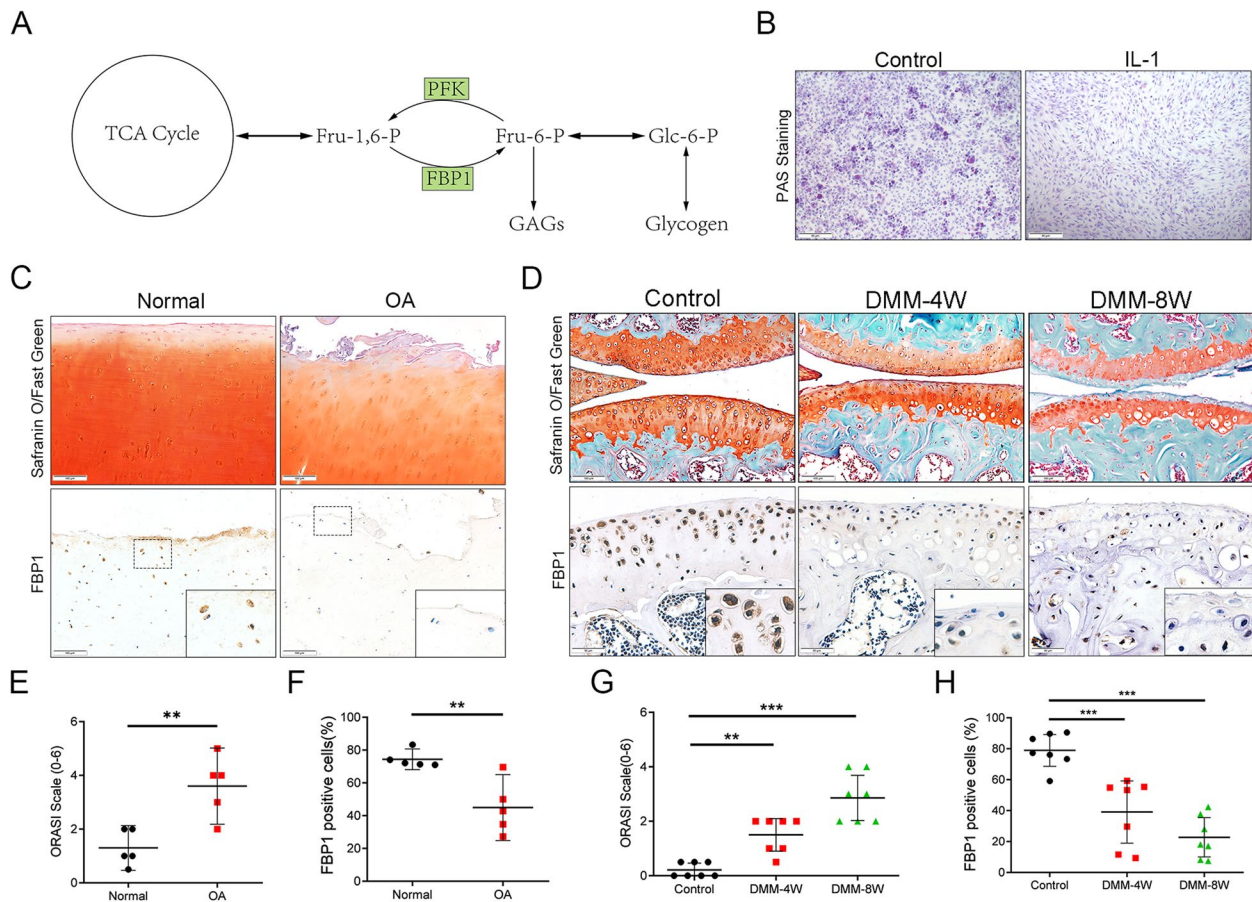 A
TCA Cycle
Fru-1,6-P
PFK
FBP1
Fru-6-P
Glc-6-P
GAGs
Glycogen
B
Control
IL-1
PAS Staining
C
Normal
OA
Safranin O/Fast Green
FBP1
D
Control
DMM-4W
DMM-8W
Safranin O/Fast Green
FBP1
E
ORASI Scale (0-6)
6
4
2
0
**
Normal
OA
F
FBP1 positive cells(%)
100
80
60
40
20
0
**
Normal
OA
G
ORASI Scale(0-6)
6
4
2
0
***
**
Control
DMM-4W
DMM-8W
H
FBP1 positive cells (%)
100
80
60
40
20
0
***
***
Control
DMM-4W
DMM-8W